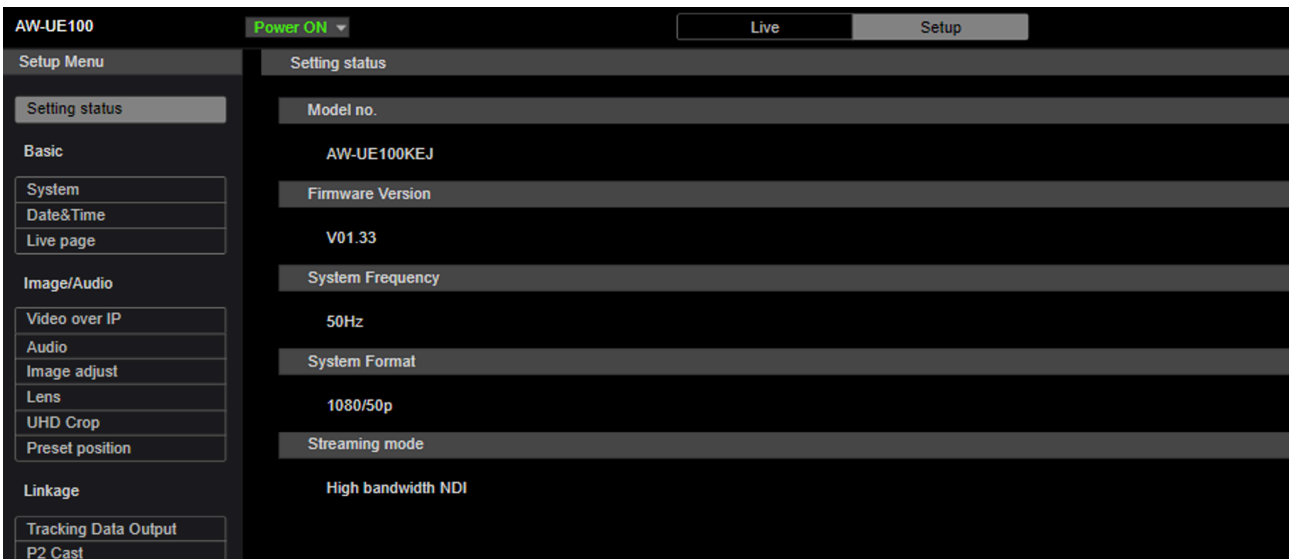 AW-UE100
Power ON
Live
Setup
Setup Menu
Setting status
Basic
System
Date&Time
Live page
Image/Audio
Video over IP
Audio
Image adjust
Lens
UHD Crop
Preset position
Linkage
Tracking Data Output
P2 Cast
Setting status
Model no.
AW-UE100KEJ
Firmware Version
V01.33
System Frequency
50Hz
System Format
1080/50p
Streaming mode
High bandwidth NDI